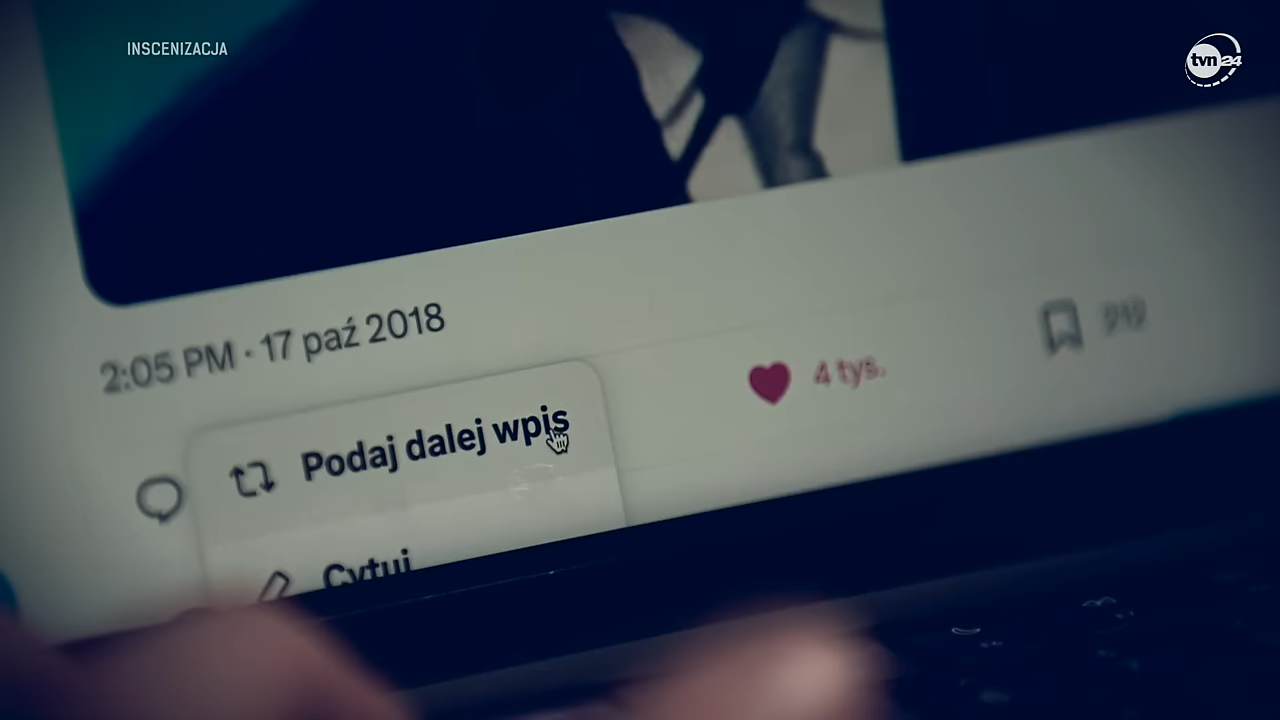 INSCENIZACJA
tvn24
2:05 PM · 17 paź 2018
4 tys.
Podaj dalej wpis
Cytuj